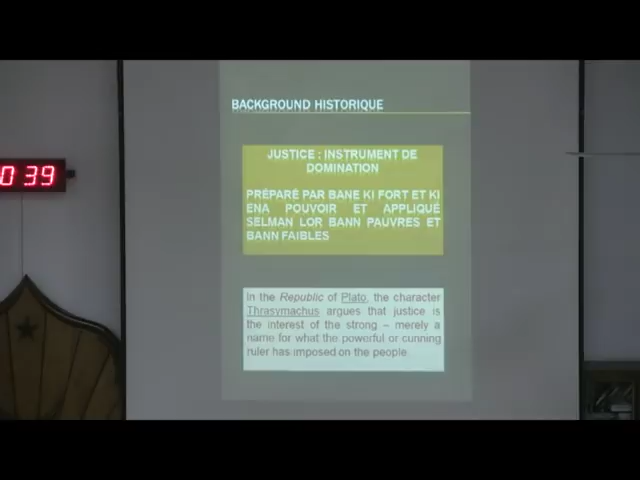 BACKGROUND HISTORIQUE
JUSTICE : INSTRUMENT DE
DOMINATION
PRÉPARÉ PAR BANE KI FORT ET KI
ENA POUVOIR ET APPLIQUÉ
SELMAN LOR BANN PAUVRES ET
BANN FAIBLES
0 39
In the Republic of Plato, the character
Thrasymachus argues that justice is
the interest of the strong – merely a
name for what the powerful or cunning
ruler has imposed on the people.